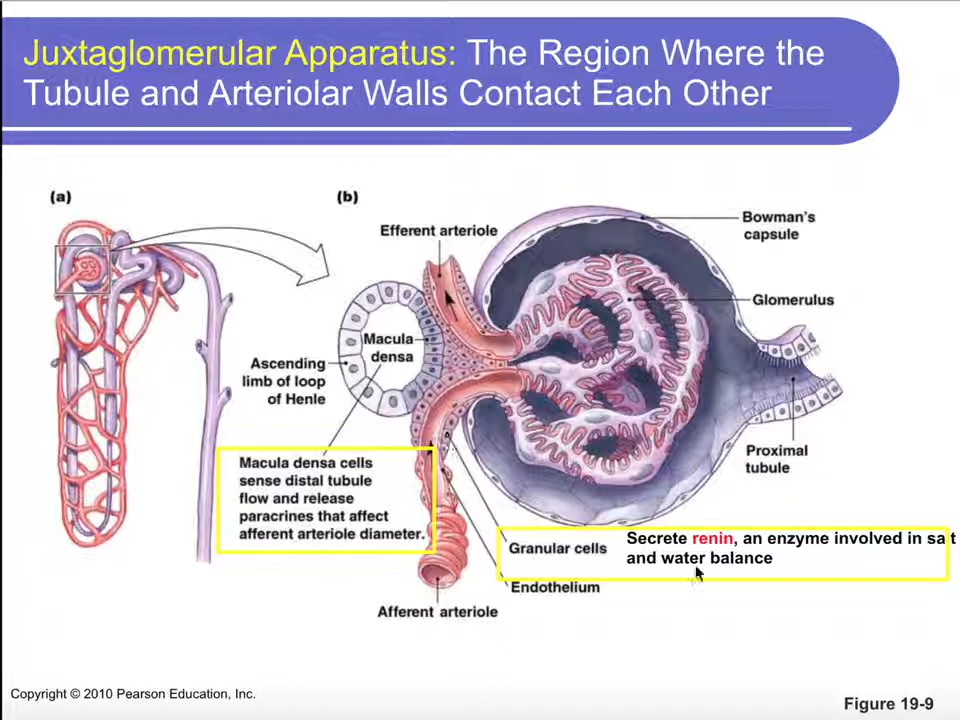 Juxtaglomerular Apparatus: The Region Where the
Tubule and Arteriolar Walls Contact Each Other
(a)
(b)
Efferent arteriole
Bowman's
capsule
Glomerulus
Macula
densa
Ascending
limb of loop
of Henle
Proximal
tubule
Macula densa cells
sense distal tubule
flow and release
paracrines that affect
afferent arteriole diameter.
Granular cells
Secrete renin, an enzyme involved in salt
and water balance
Endothelium
Afferent arteriole
Copyright © 2010 Pearson Education, Inc.
Figure 19-9